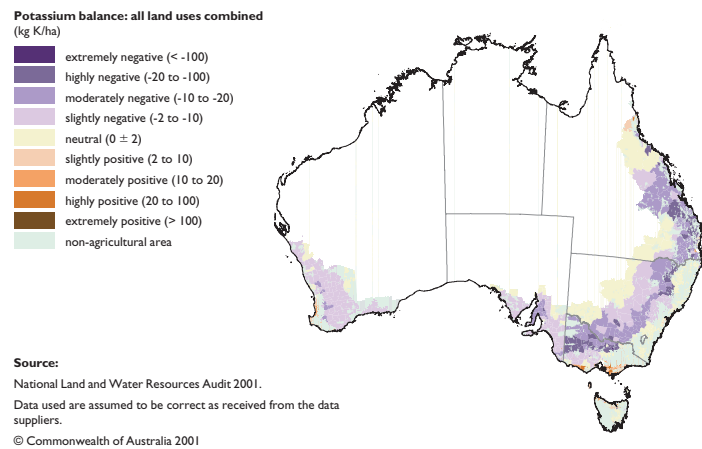 Potassium balance: all land uses combined
(kg K/ha)
extremely negative (< -100)
highly negative (-20 to -100)
moderately negative (-10 to -20)
slightly negative (-2 to -10)
neutral (0 ± 2)
slightly positive (2 to 10)
moderately positive (10 to 20)
highly positive (20 to 100)
extremely positive (> 100)
non-agricultural area
Source:
National Land and Water Resources Audit 2001.
Data used are assumed to be correct as received from the data
suppliers.
© Commonwealth of Australia 2001